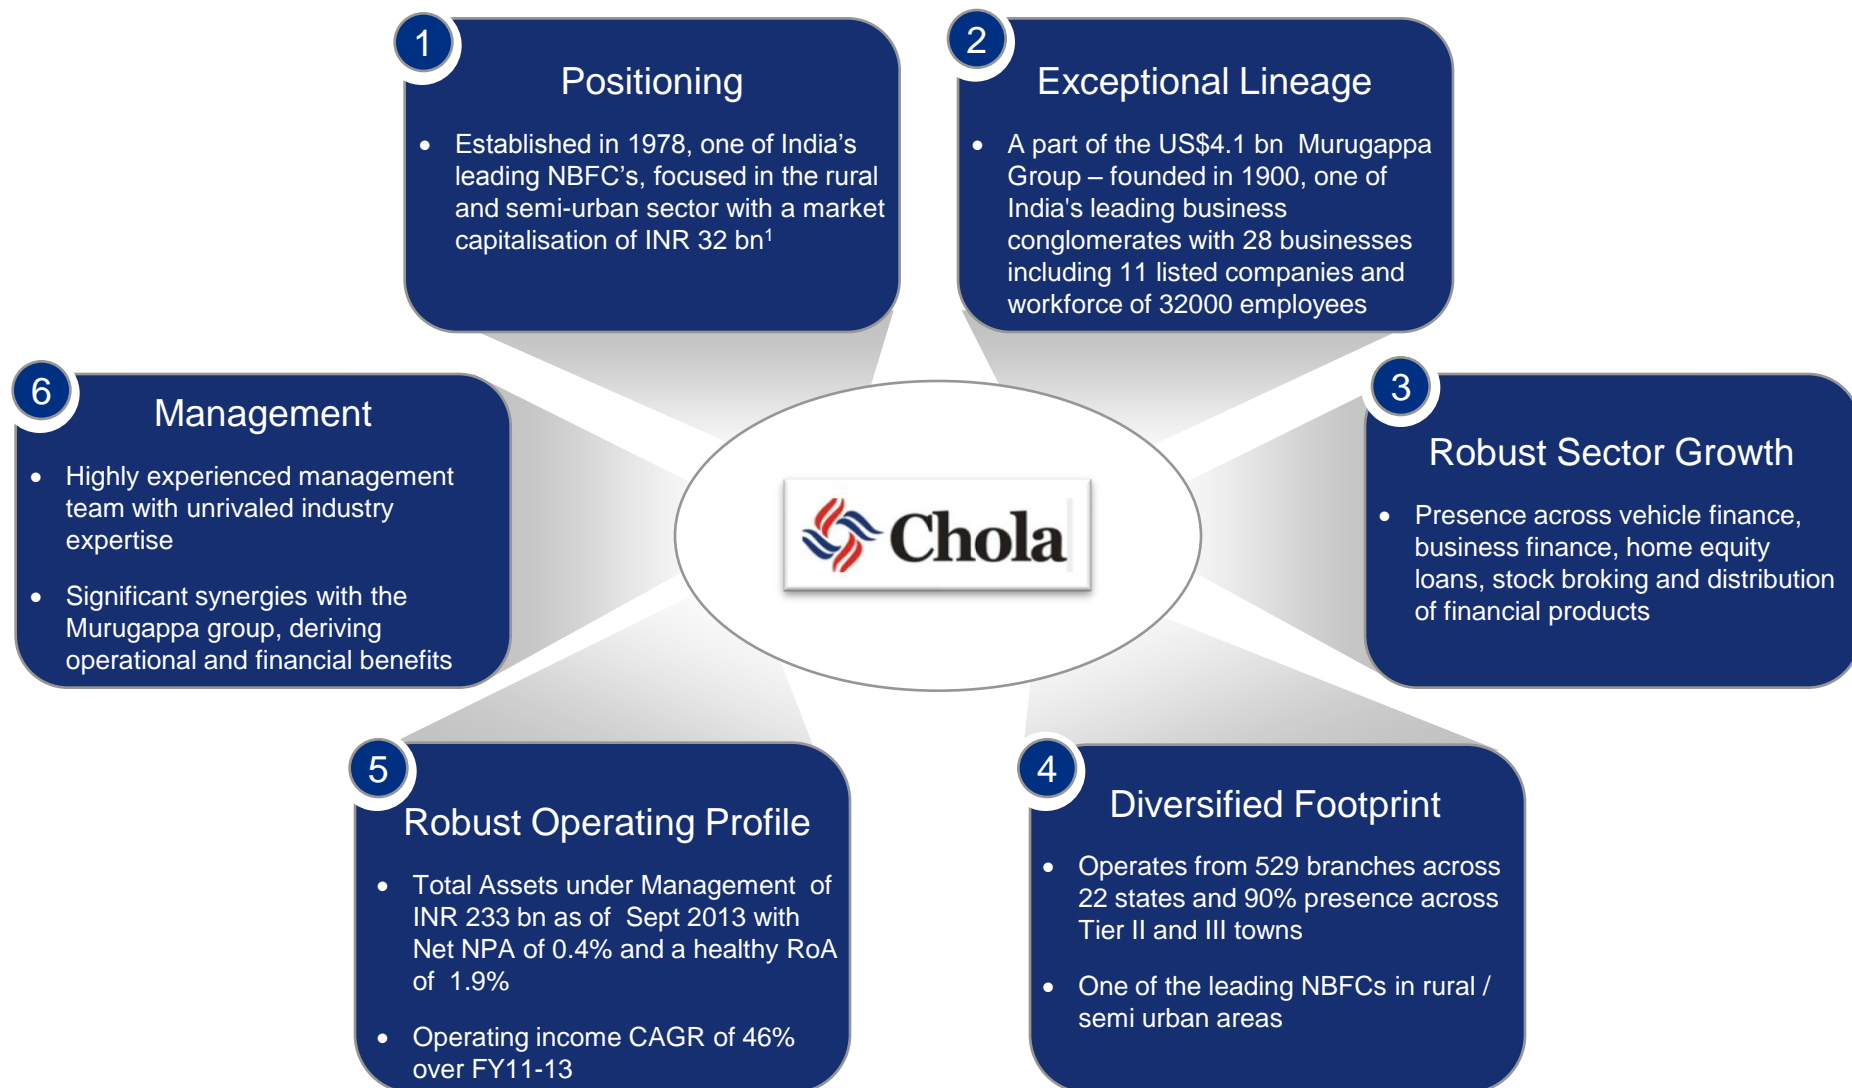 1
Positioning
• Established in 1978, one of India’s
leading NBFC’s, focused in the rural
and semi-urban sector with a market
capitalisation of INR 32 bn¹
2
Exceptional Lineage
• A part of the US$4.1 bn Murugappa
Group – founded in 1900, one of
India's leading business
conglomerates with 28 businesses
including 11 listed companies and
workforce of 32000 employees
3
Robust Sector Growth
• Presence across vehicle finance,
business finance, home equity
loans, stock broking and distribution
of financial products
4
Diversified Footprint
• Operates from 529 branches across
22 states and 90% presence across
Tier II and III towns
• One of the leading NBFCs in rural /
semi urban areas
5
Robust Operating Profile
• Total Assets under Management of
INR 233 bn as of Sept 2013 with
Net NPA of 0.4% and a healthy RoA
of 1.9%
• Operating income CAGR of 46%
over FY11-13
6
Management
• Highly experienced management
team with unrivaled industry
expertise
• Significant synergies with the
Murugappa group, deriving
operational and financial benefits
Chola